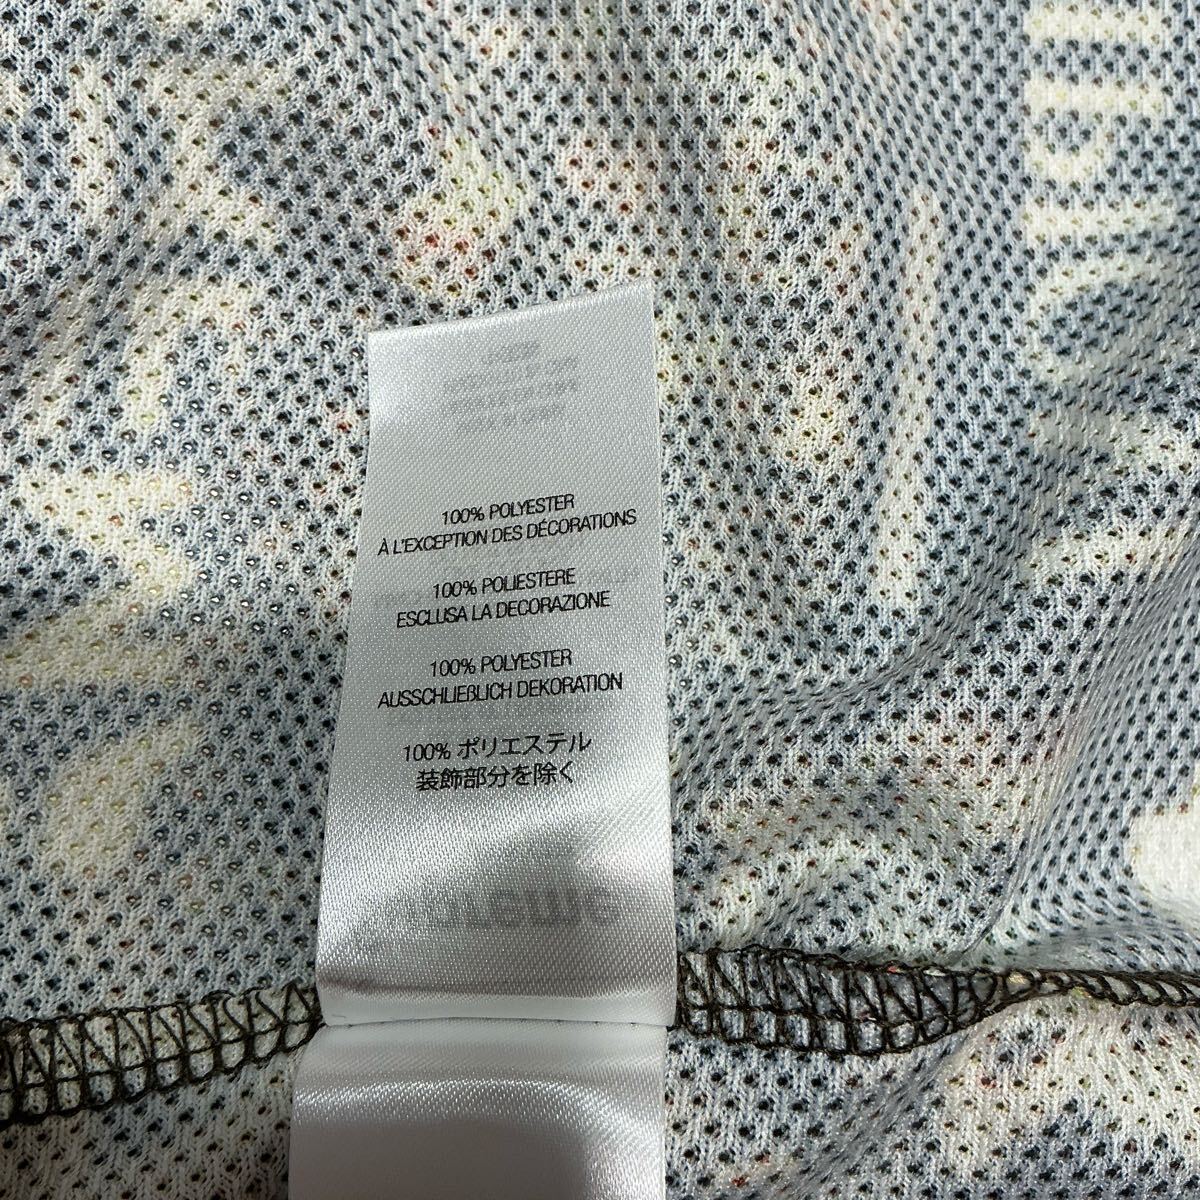 100% POLYESTER
À L'EXCEPTION DES DÉCORATIONS
100% POLIESTERE
ESCLUSA LA DECORAZIONE
100% POLYESTER
AUSSCHLIEßLICH DEKORATION
100% ポリエステル
装飾部分を除く